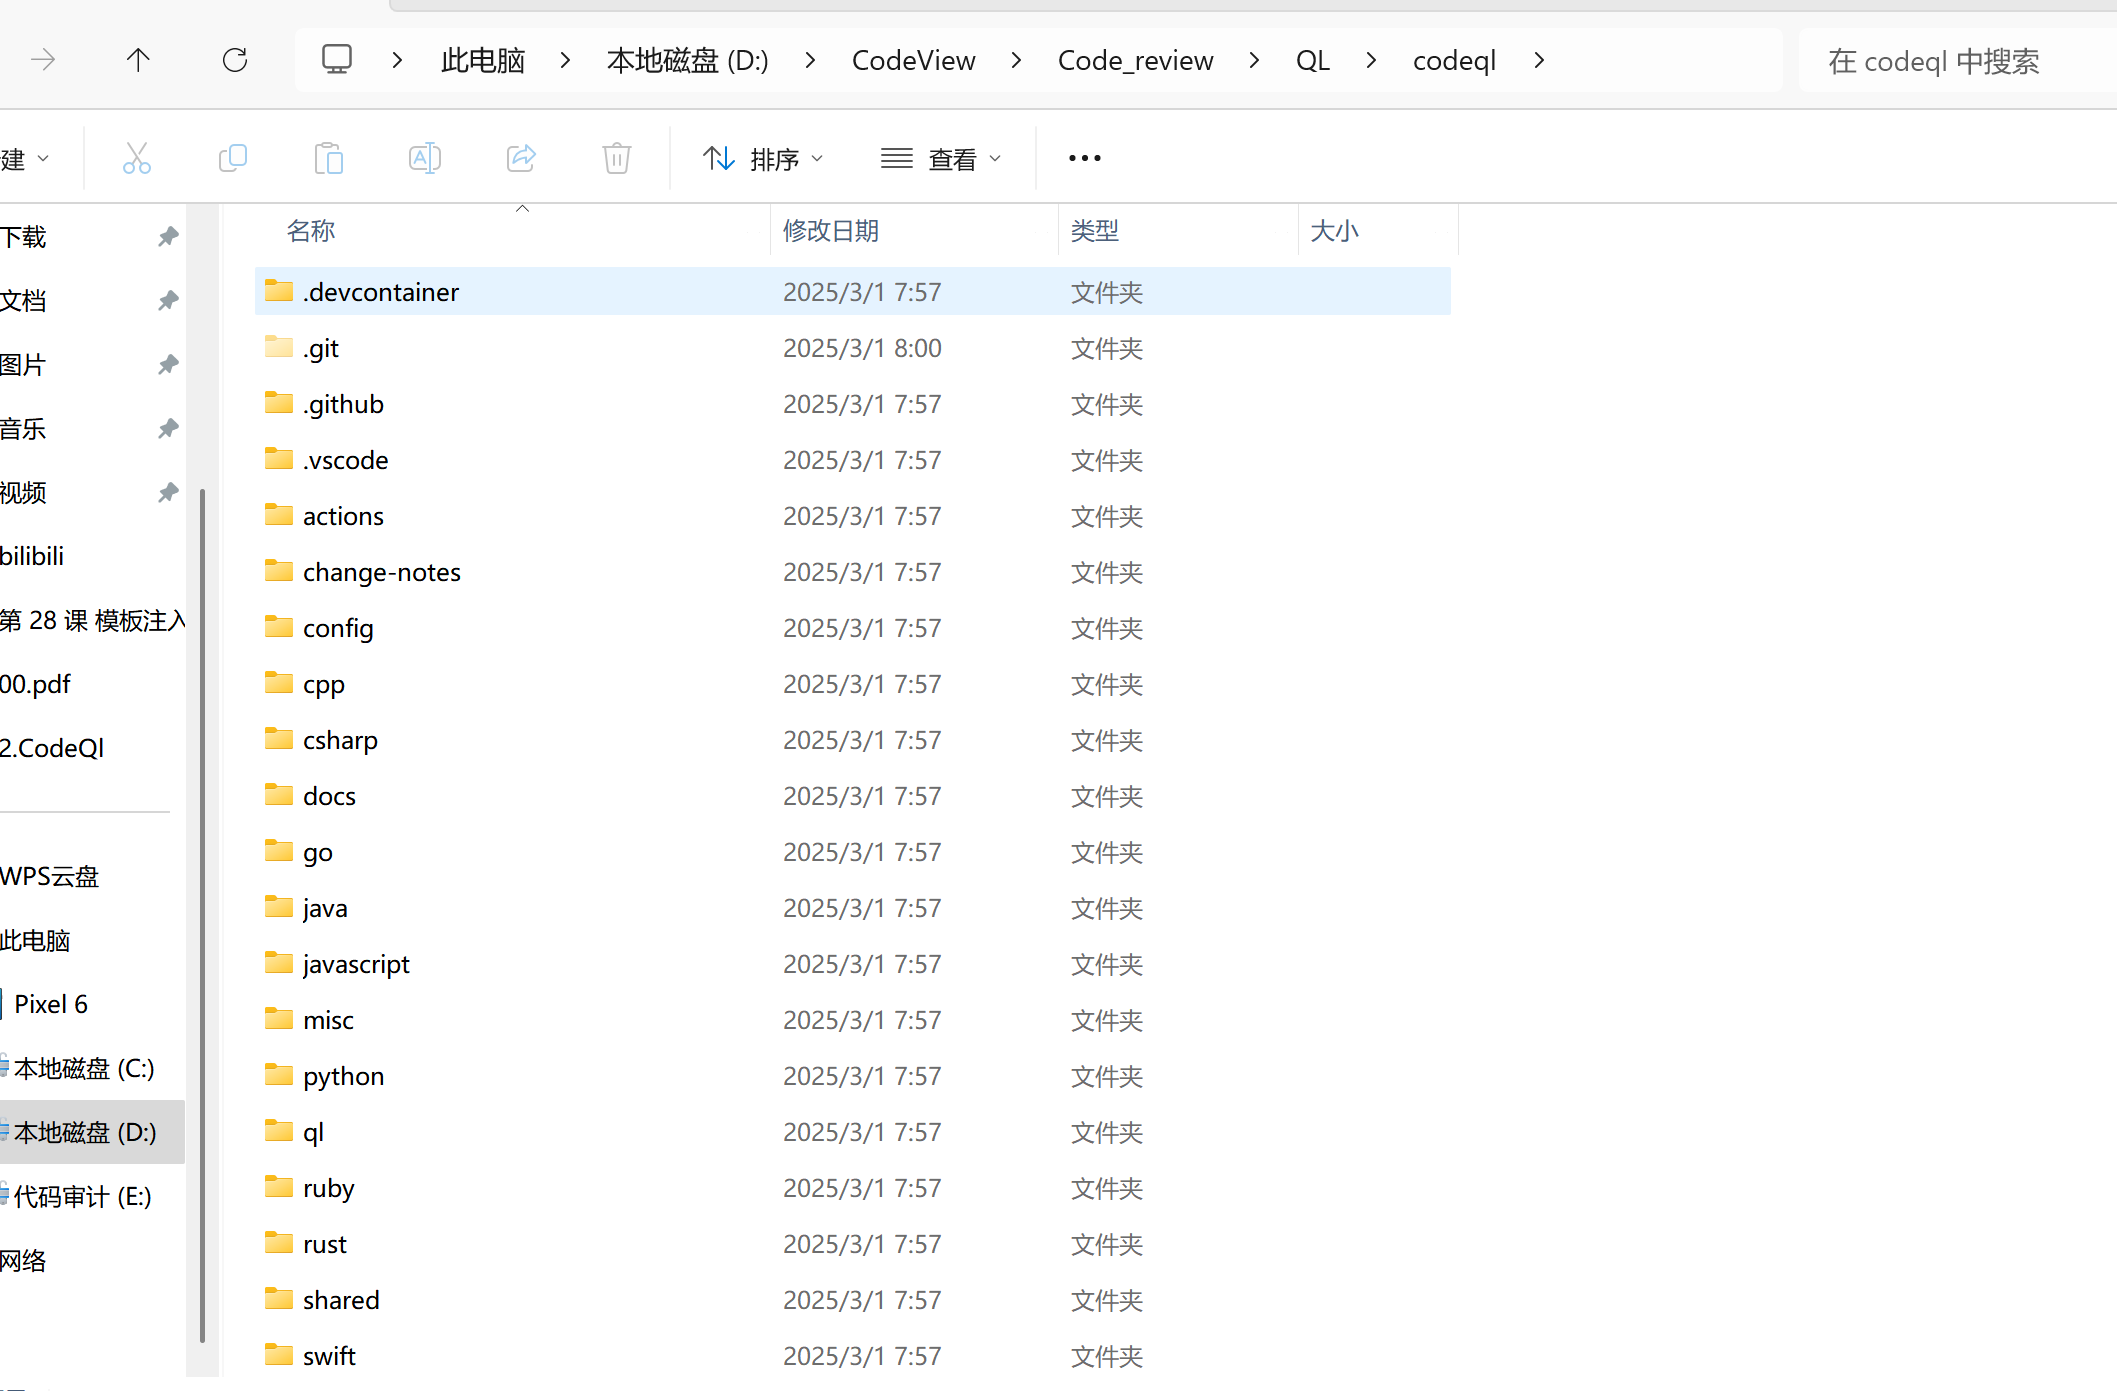 此电脑 本地磁盘 (D:) CodeView Code_review QL codeql 在 codeql 中搜索
建 排序 查看
名称 修改日期 类型 大小
下载
文档
图片
音乐
视频
bilibili
第 28 课 模板注入
00.pdf
2.CodeQl
WPS云盘
此电脑
Pixel 6
本地磁盘 (C:)
本地磁盘 (D:)
代码审计 (E:)
网络
.devcontainer 2025/3/1 7:57 文件夹
.git 2025/3/1 8:00 文件夹
.github 2025/3/1 7:57 文件夹
.vscode 2025/3/1 7:57 文件夹
actions 2025/3/1 7:57 文件夹
change-notes 2025/3/1 7:57 文件夹
config 2025/3/1 7:57 文件夹
cpp 2025/3/1 7:57 文件夹
csharp 2025/3/1 7:57 文件夹
docs 2025/3/1 7:57 文件夹
go 2025/3/1 7:57 文件夹
java 2025/3/1 7:57 文件夹
javascript 2025/3/1 7:57 文件夹
misc 2025/3/1 7:57 文件夹
python 2025/3/1 7:57 文件夹
ql 2025/3/1 7:57 文件夹
ruby 2025/3/1 7:57 文件夹
rust 2025/3/1 7:57 文件夹
shared 2025/3/1 7:57 文件夹
swift 2025/3/1 7:57 文件夹